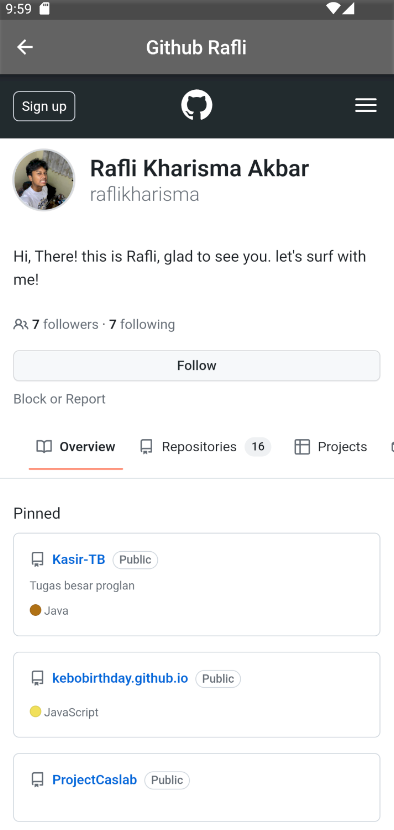 9:59
Github Rafli
Sign up
Rafli Kharisma Akbar
raflikharisma
Hi, There! this is Rafli, glad to see you. let's surf with
me!
7 followers · 7 following
Follow
Block or Report
Overview Repositories 16 Projects
Pinned
Kasir-TB Public
Tugas besar proglan
Java
kebobirthday.github.io Public
JavaScript
ProjectCaslab Public